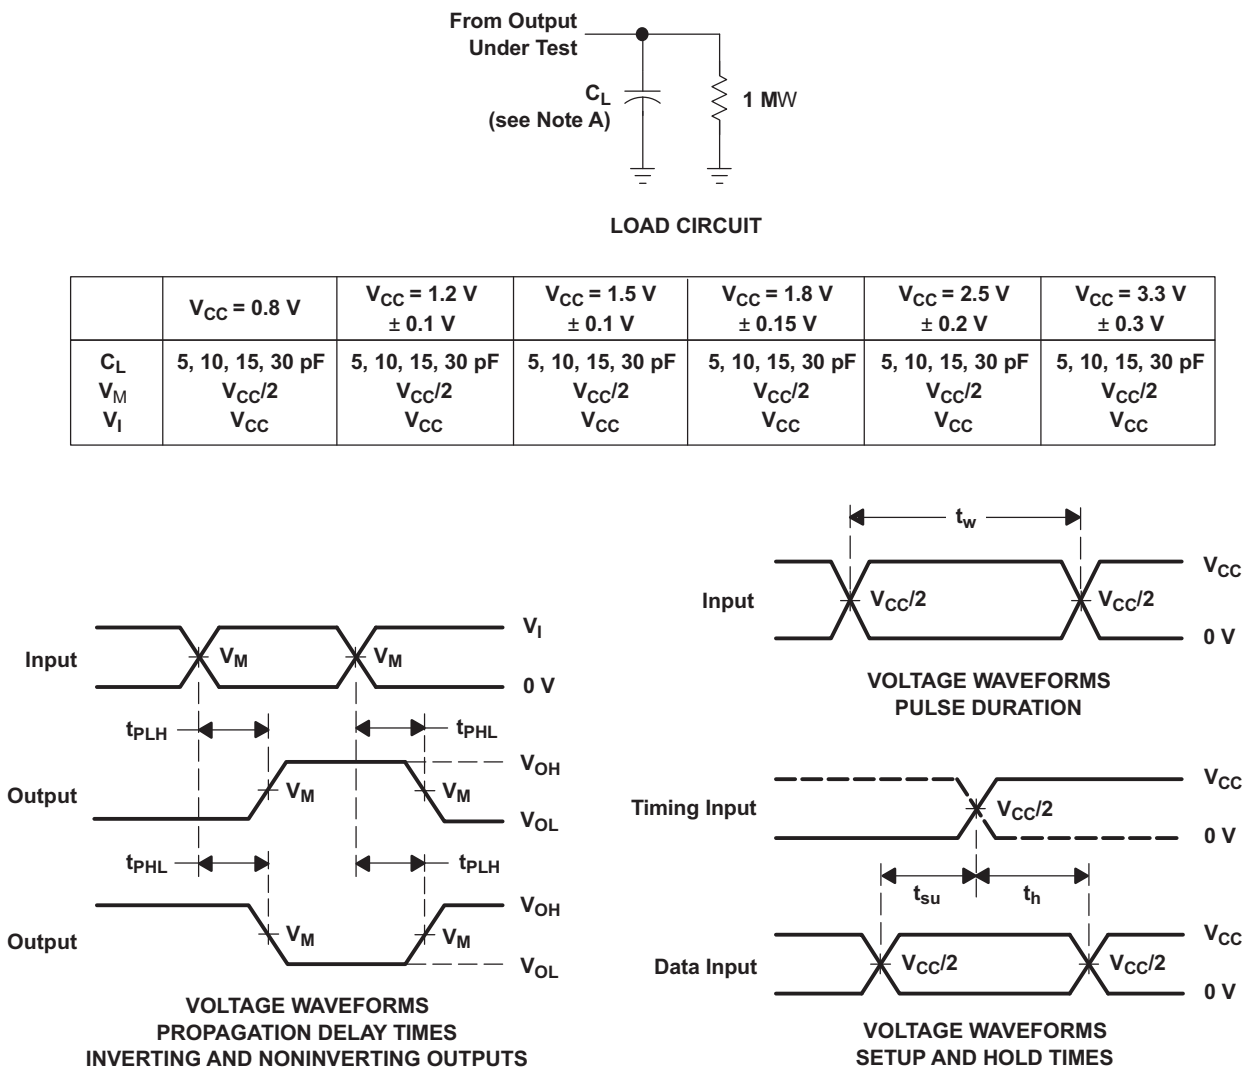 From Output
Under Test
CL
(see Note A)
1 MW
LOAD CIRCUIT
VCC = 0.8 V
VCC = 1.2 V
± 0.1 V
VCC = 1.5 V
± 0.1 V
VCC = 1.8 V
± 0.15 V
VCC = 2.5 V
± 0.2 V
VCC = 3.3 V
± 0.3 V
CL 5, 10, 15, 30 pF 5, 10, 15, 30 pF 5, 10, 15, 30 pF 5, 10, 15, 30 pF 5, 10, 15, 30 pF 5, 10, 15, 30 pF
VM VCC/2 VCC/2 VCC/2 VCC/2 VCC/2 VCC/2
VI VCC VCC VCC VCC VCC VCC
Input
VM
VM
VI
0 V
tPLH
tPHL
Output
VM
VM
VOH
VOL
tPHL
tPLH
Output
VM
VM
VOH
VOL
VOLTAGE WAVEFORMS
PROPAGATION DELAY TIMES
INVERTING AND NONINVERTING OUTPUTS
tw
Input
VCC/2
VCC/2
VCC
0 V
VOLTAGE WAVEFORMS
PULSE DURATION
Timing Input
VCC/2
VCC
0 V
tsu
th
Data Input
VCC/2
VCC/2
VCC
0 V
VOLTAGE WAVEFORMS
SETUP AND HOLD TIMES